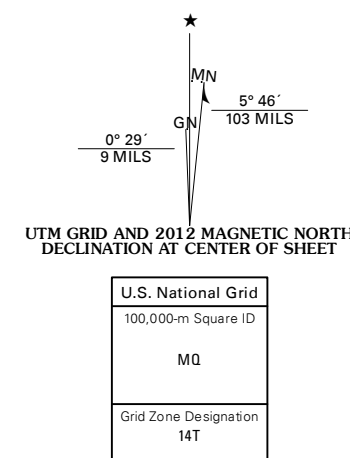 MN
GN
5° 46´
103 MILS
0° 29´
9 MILS
UTM GRID AND 2012 MAGNETIC NORTH
DECLINATION AT CENTER OF SHEET
U.S. National Grid
100,000-m Square ID
MQ
Grid Zone Designation
14T